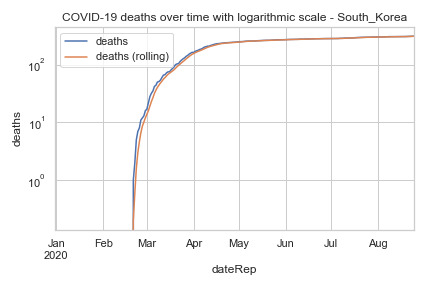 COVID-19 deaths over time with logarithmic scale - South_Korea
deaths
deaths (rolling)
10²
10¹
10⁰
deaths
Jan Feb Mar Apr May Jun Jul Aug
2020
dateRep